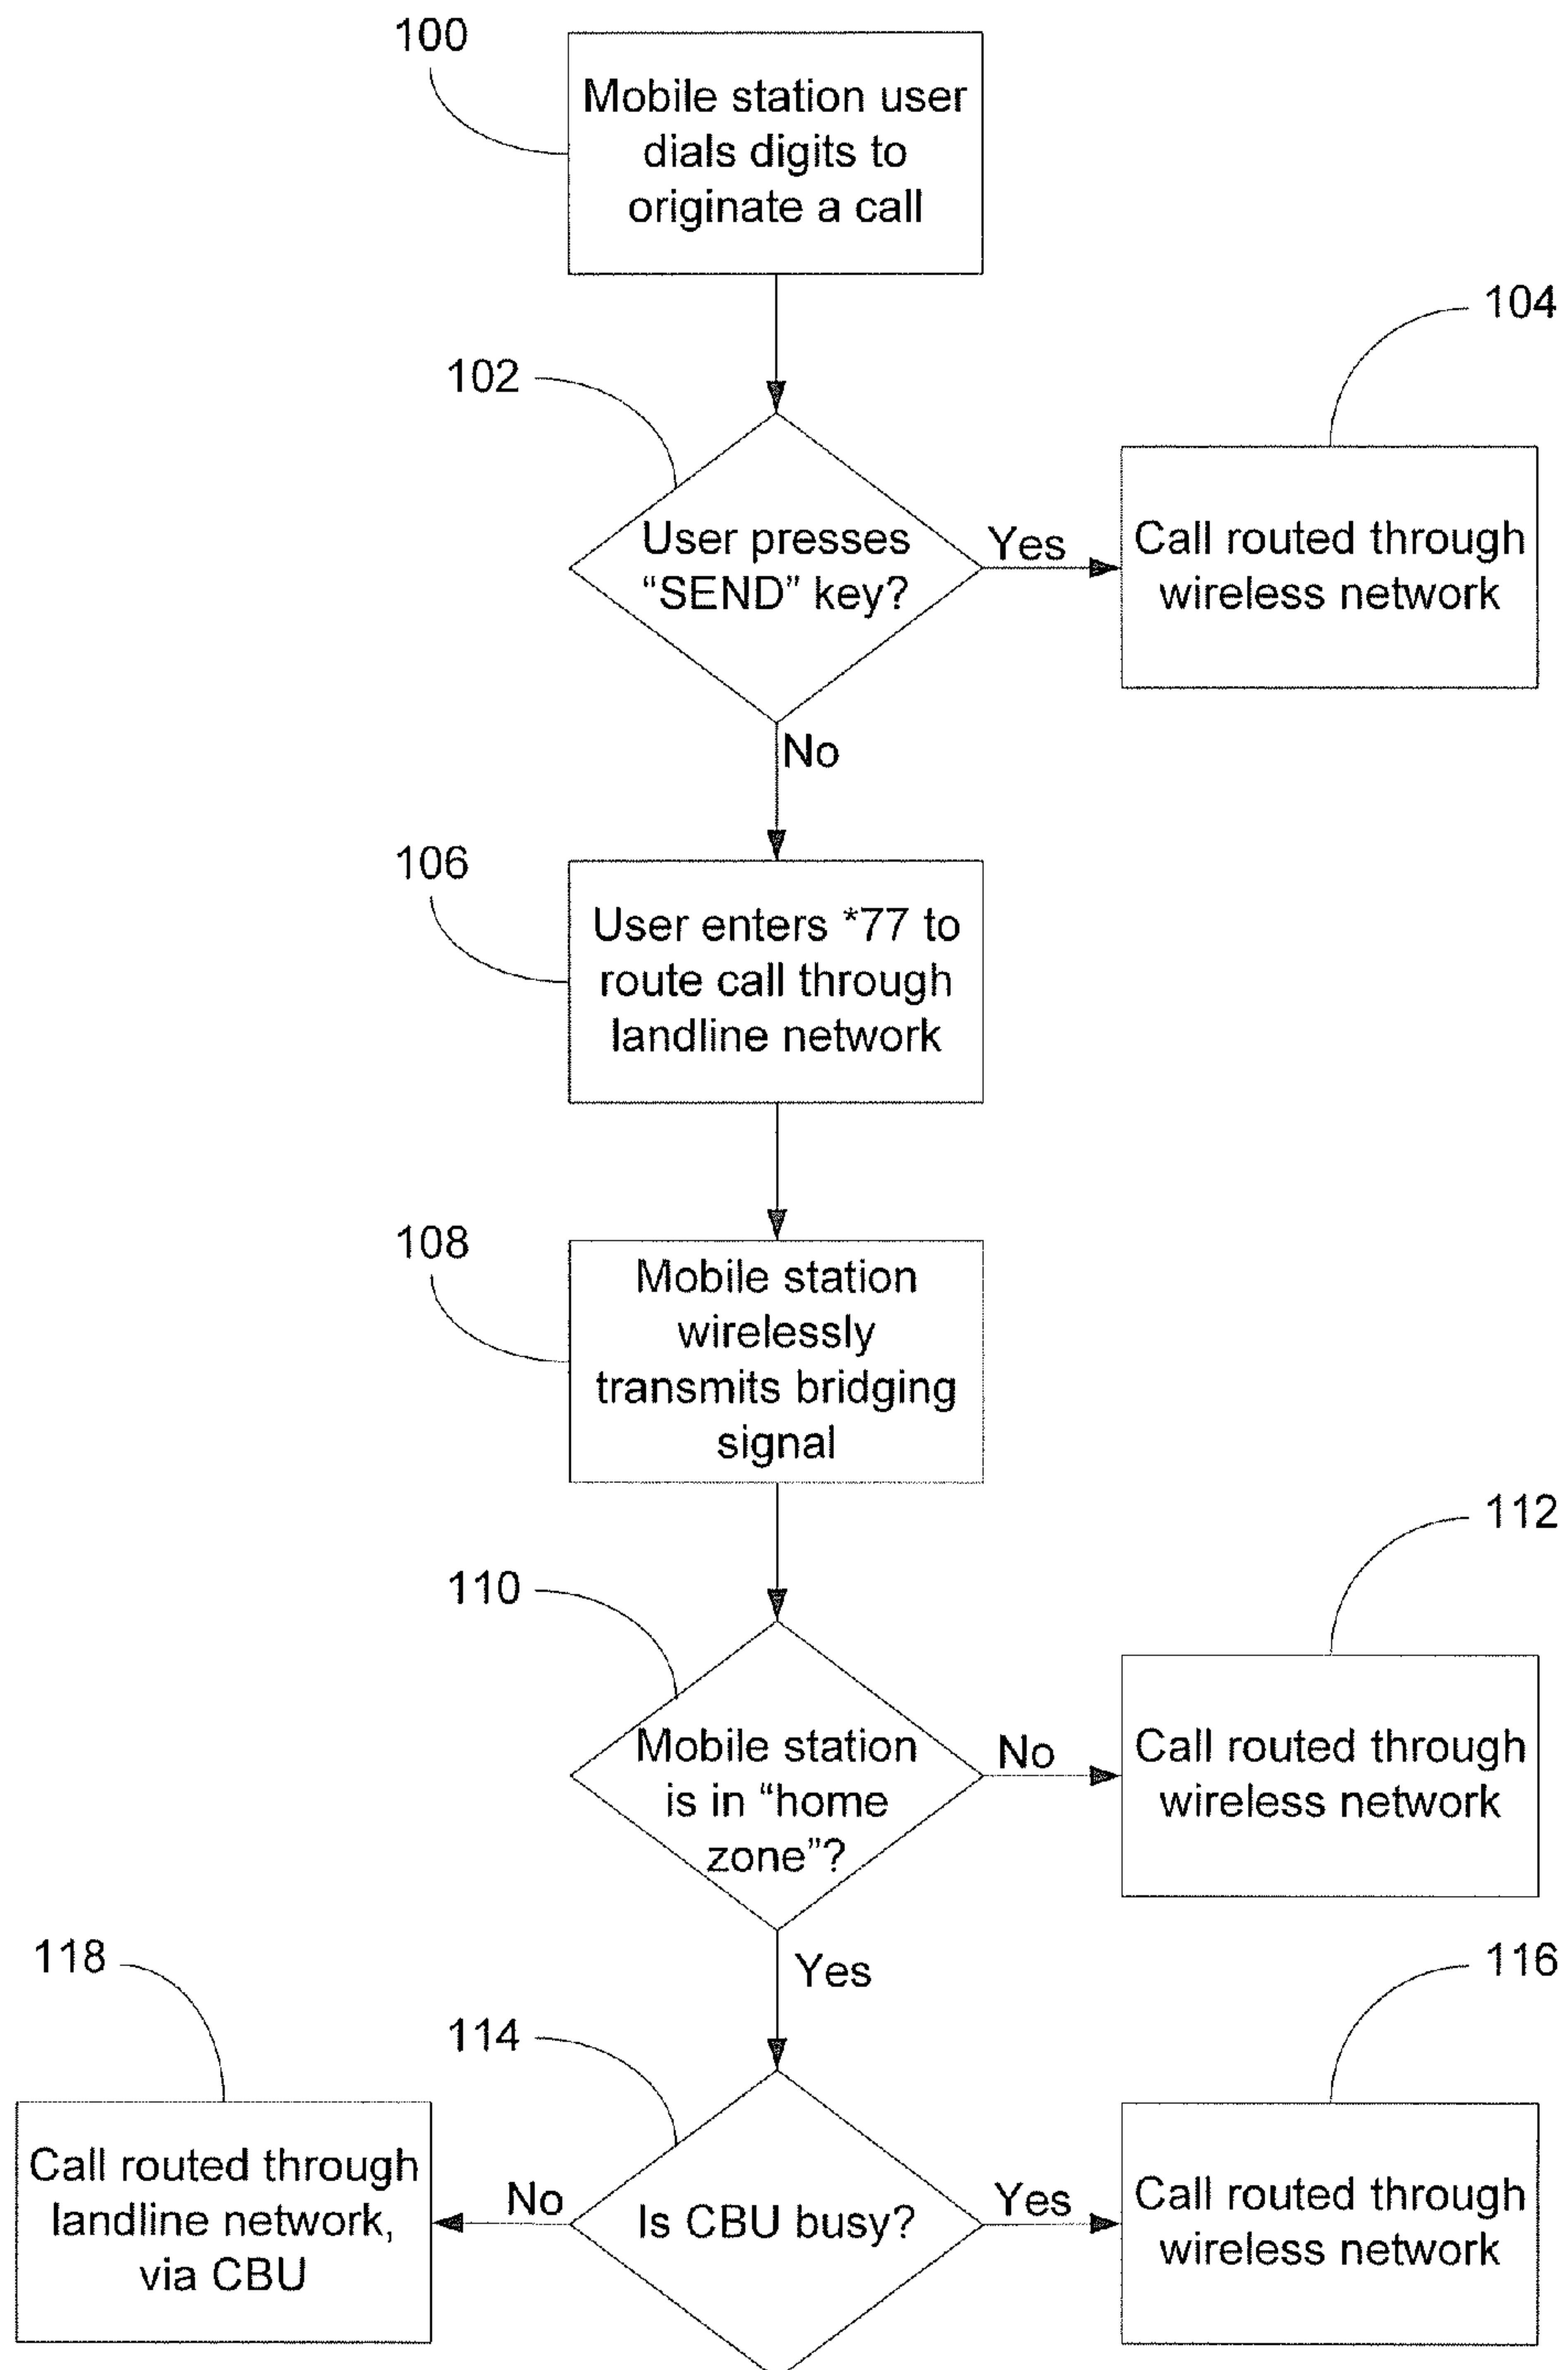 100
Mobile station user
dials digits to
originate a call
102
104
User presses
“SEND” key?
Yes
Call routed through
wireless network
No
106
User enters *77 to
route call through
landline network
108
Mobile station
wirelessly
transmits bridging
signal
110
112
Mobile station
is in “home
zone”?
No
Call routed through
wireless network
Yes
118
114
116
Call routed through
landline network,
via CBU
No
Is CBU busy?
Yes
Call routed through
wireless network